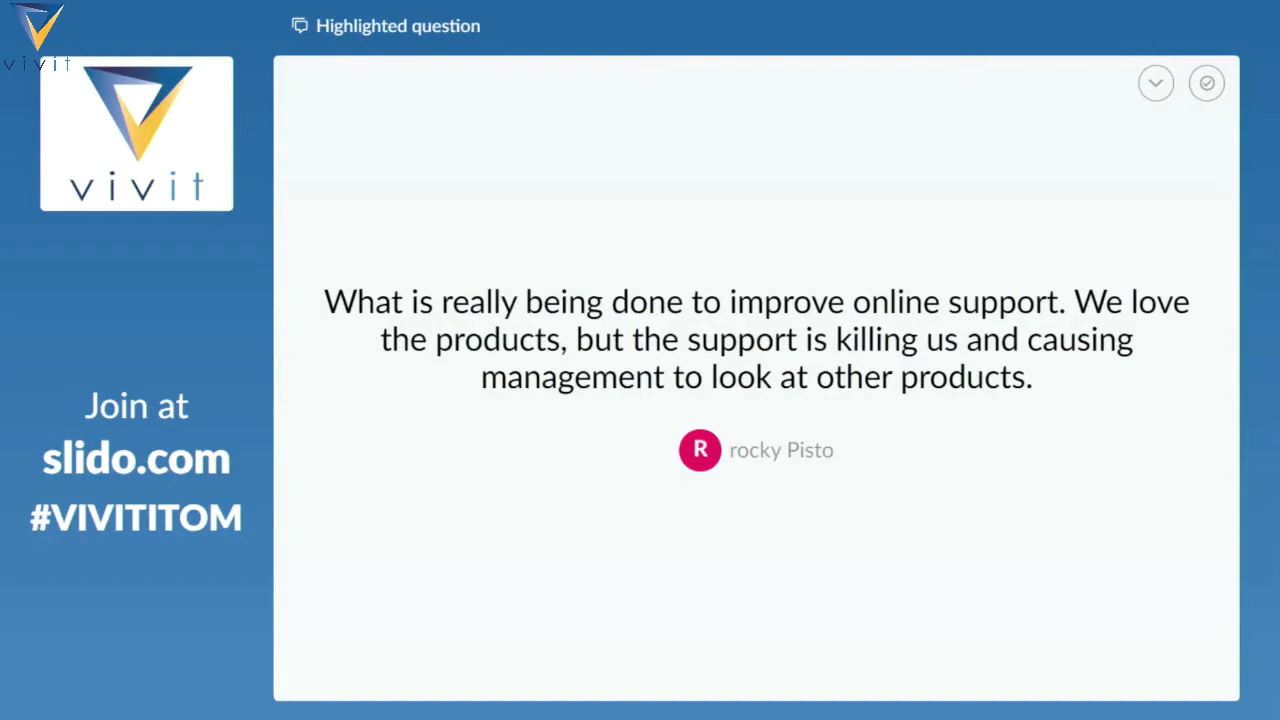 vivit
Highlighted question
vivit
What is really being done to improve online support. We love
the products, but the support is killing us and causing
management to look at other products.
R rocky Pisto
Join at
slido.com
#VIVITITOM